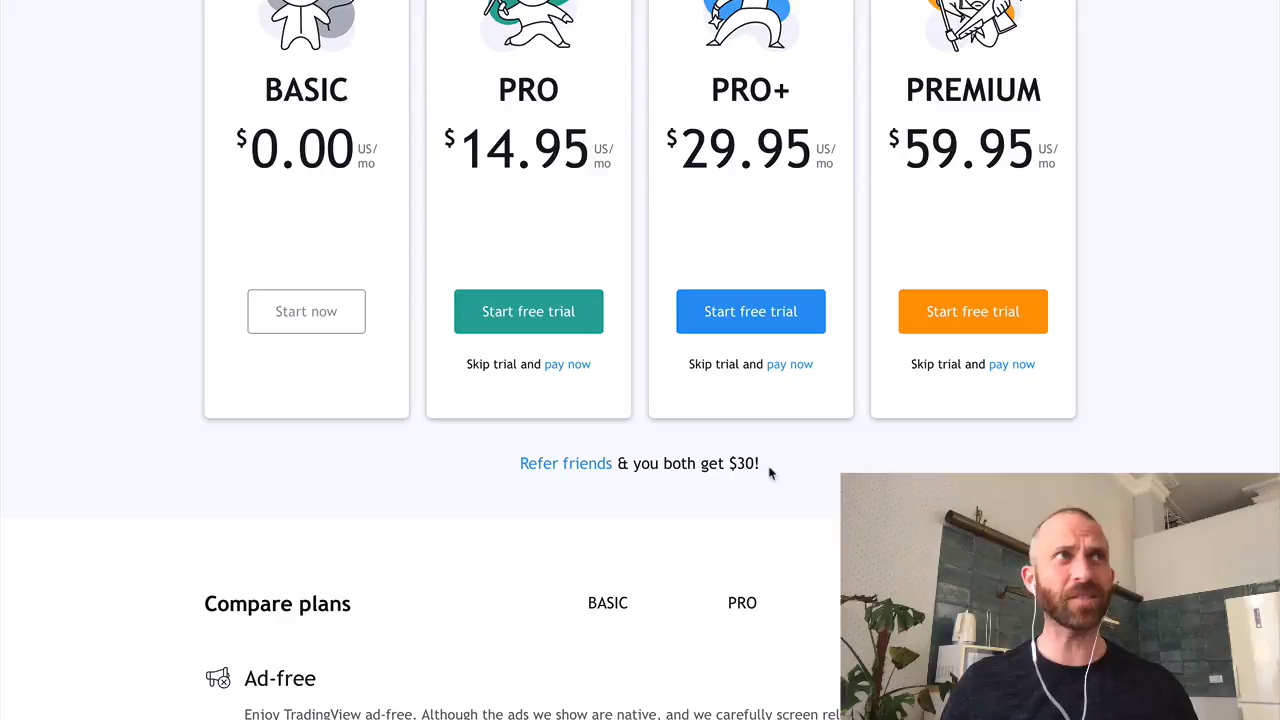 BASIC
$0.00 US/mo
Start now
PRO
$14.95 US/mo
Start free trial
Skip trial and pay now
PRO+
$29.95 US/mo
Start free trial
Skip trial and pay now
PREMIUM
$59.95 US/mo
Start free trial
Skip trial and pay now
Refer friends & you both get $30!
Compare plans BASIC PRO
Ad-free
Enjoy TradingView ad-free. Although the ads we show are native, and we carefully screen